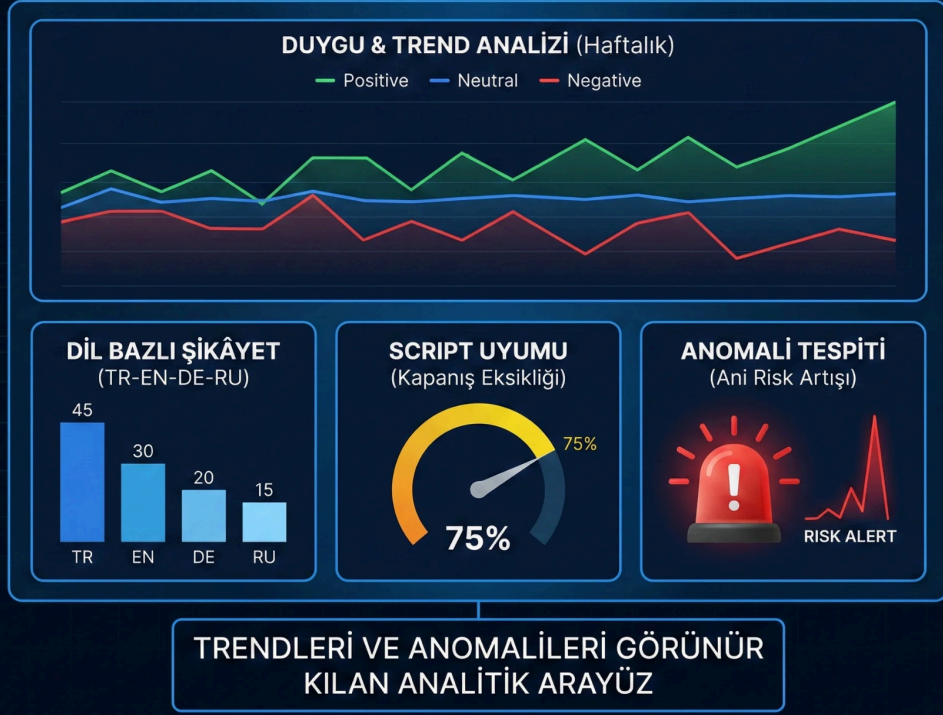 DUYGU & TREND ANALİZİ (Haftalık)
Positive Neutral Negative
DİL BAZLI ŞİKÂYET
(TR-EN-DE-RU)
45
30
20
15
TR EN DE RU
SCRIPT UYUMU
(Kapanış Eksikliği)
75%
75%
ANOMALİ TESPİTİ
(Ani Risk Artışı)
!
RISK ALERT
TRENDLERİ VE ANOMALİLERİ GÖRÜNÜR
KILAN ANALİTİK ARAYÜZ